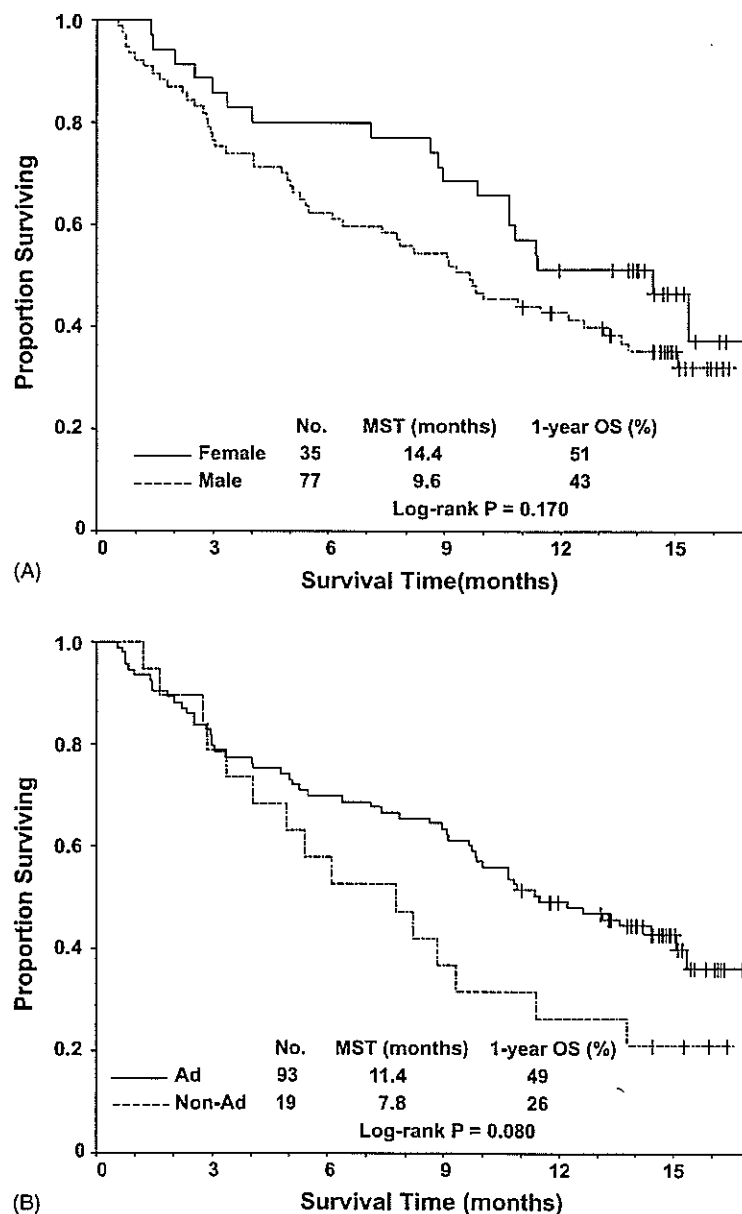 1.0
0.8
0.6
0.4
0.2
0
Proportion Surviving
No. MST (months) 1-year OS (%)
Female 35 14.4 51
Male 77 9.6 43
Log-rank P = 0.170
0 3 6 9 12 15
Survival Time(months)
(A)
1.0
0.8
0.6
0.4
0.2
0
Proportion Surviving
No. MST (months) 1-year OS (%)
Ad 93 11.4 49
Non-Ad 19 7.8 26
Log-rank P = 0.080
0 3 6 9 12 15
Survival Time (months)
(B)